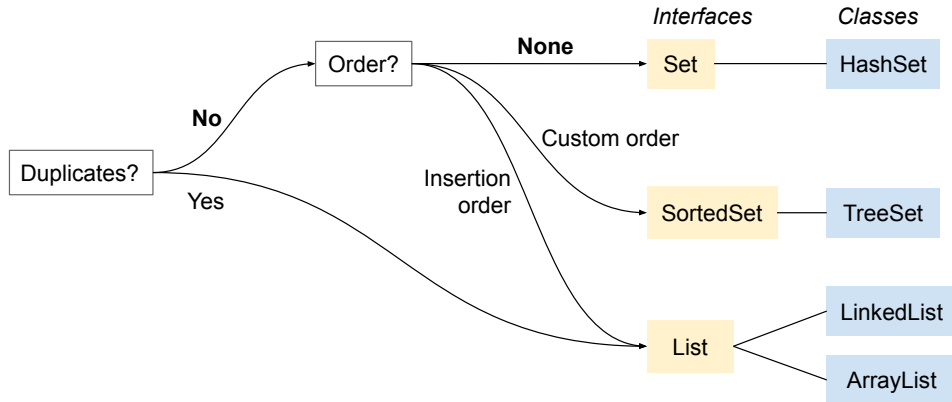 Interfaces
Classes
None
Order?
Set
HashSet
No
Custom order
Duplicates?
Yes
Insertion
order
SortedSet
TreeSet
LinkedList
List
ArrayList